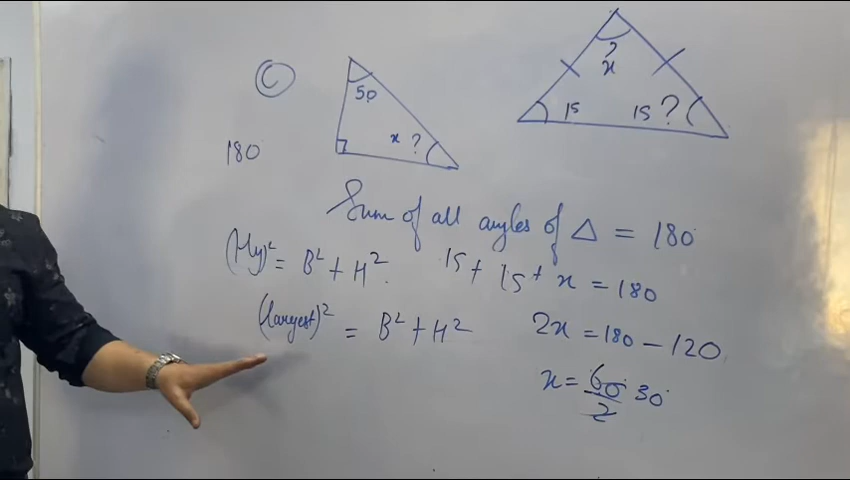 C
50
x ?
180
? x
15
15 ?
Sum of all angles of △ = 180
(Hy)² = B² + H².
15 + 15 + x = 180
(largest)² = B² + H²
2x = 180 - 120
x = 60°/2 30°